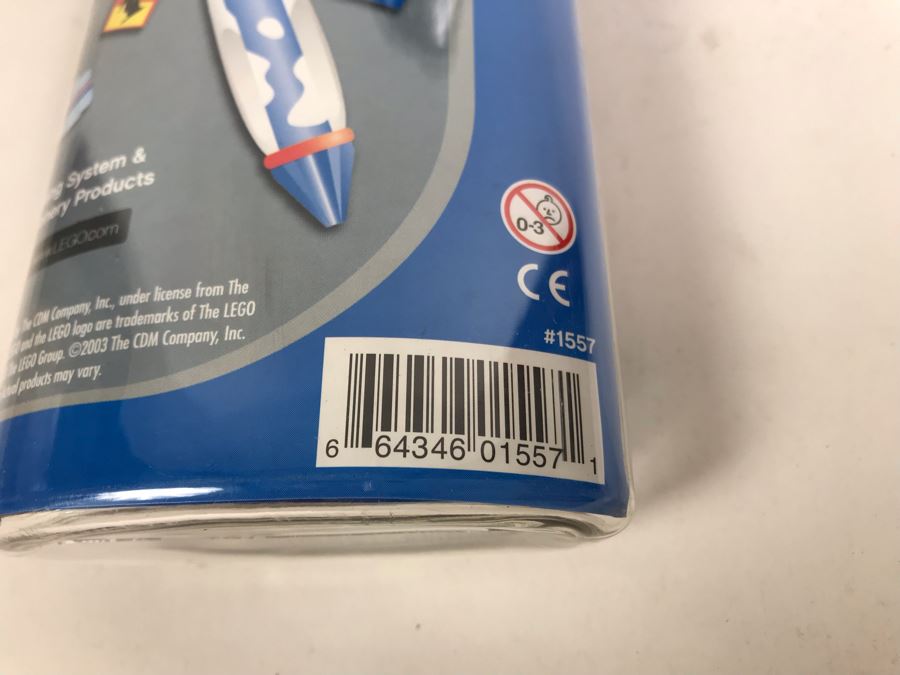 System &
Products
LEGO.com
The CDM Company, Inc., under license from The
and the LEGO logo are trademarks of The LEGO
The LEGO Group. ©2003 The CDM Company, Inc.
products may vary.
0-3
CE
#1557
6 64346 01557 1